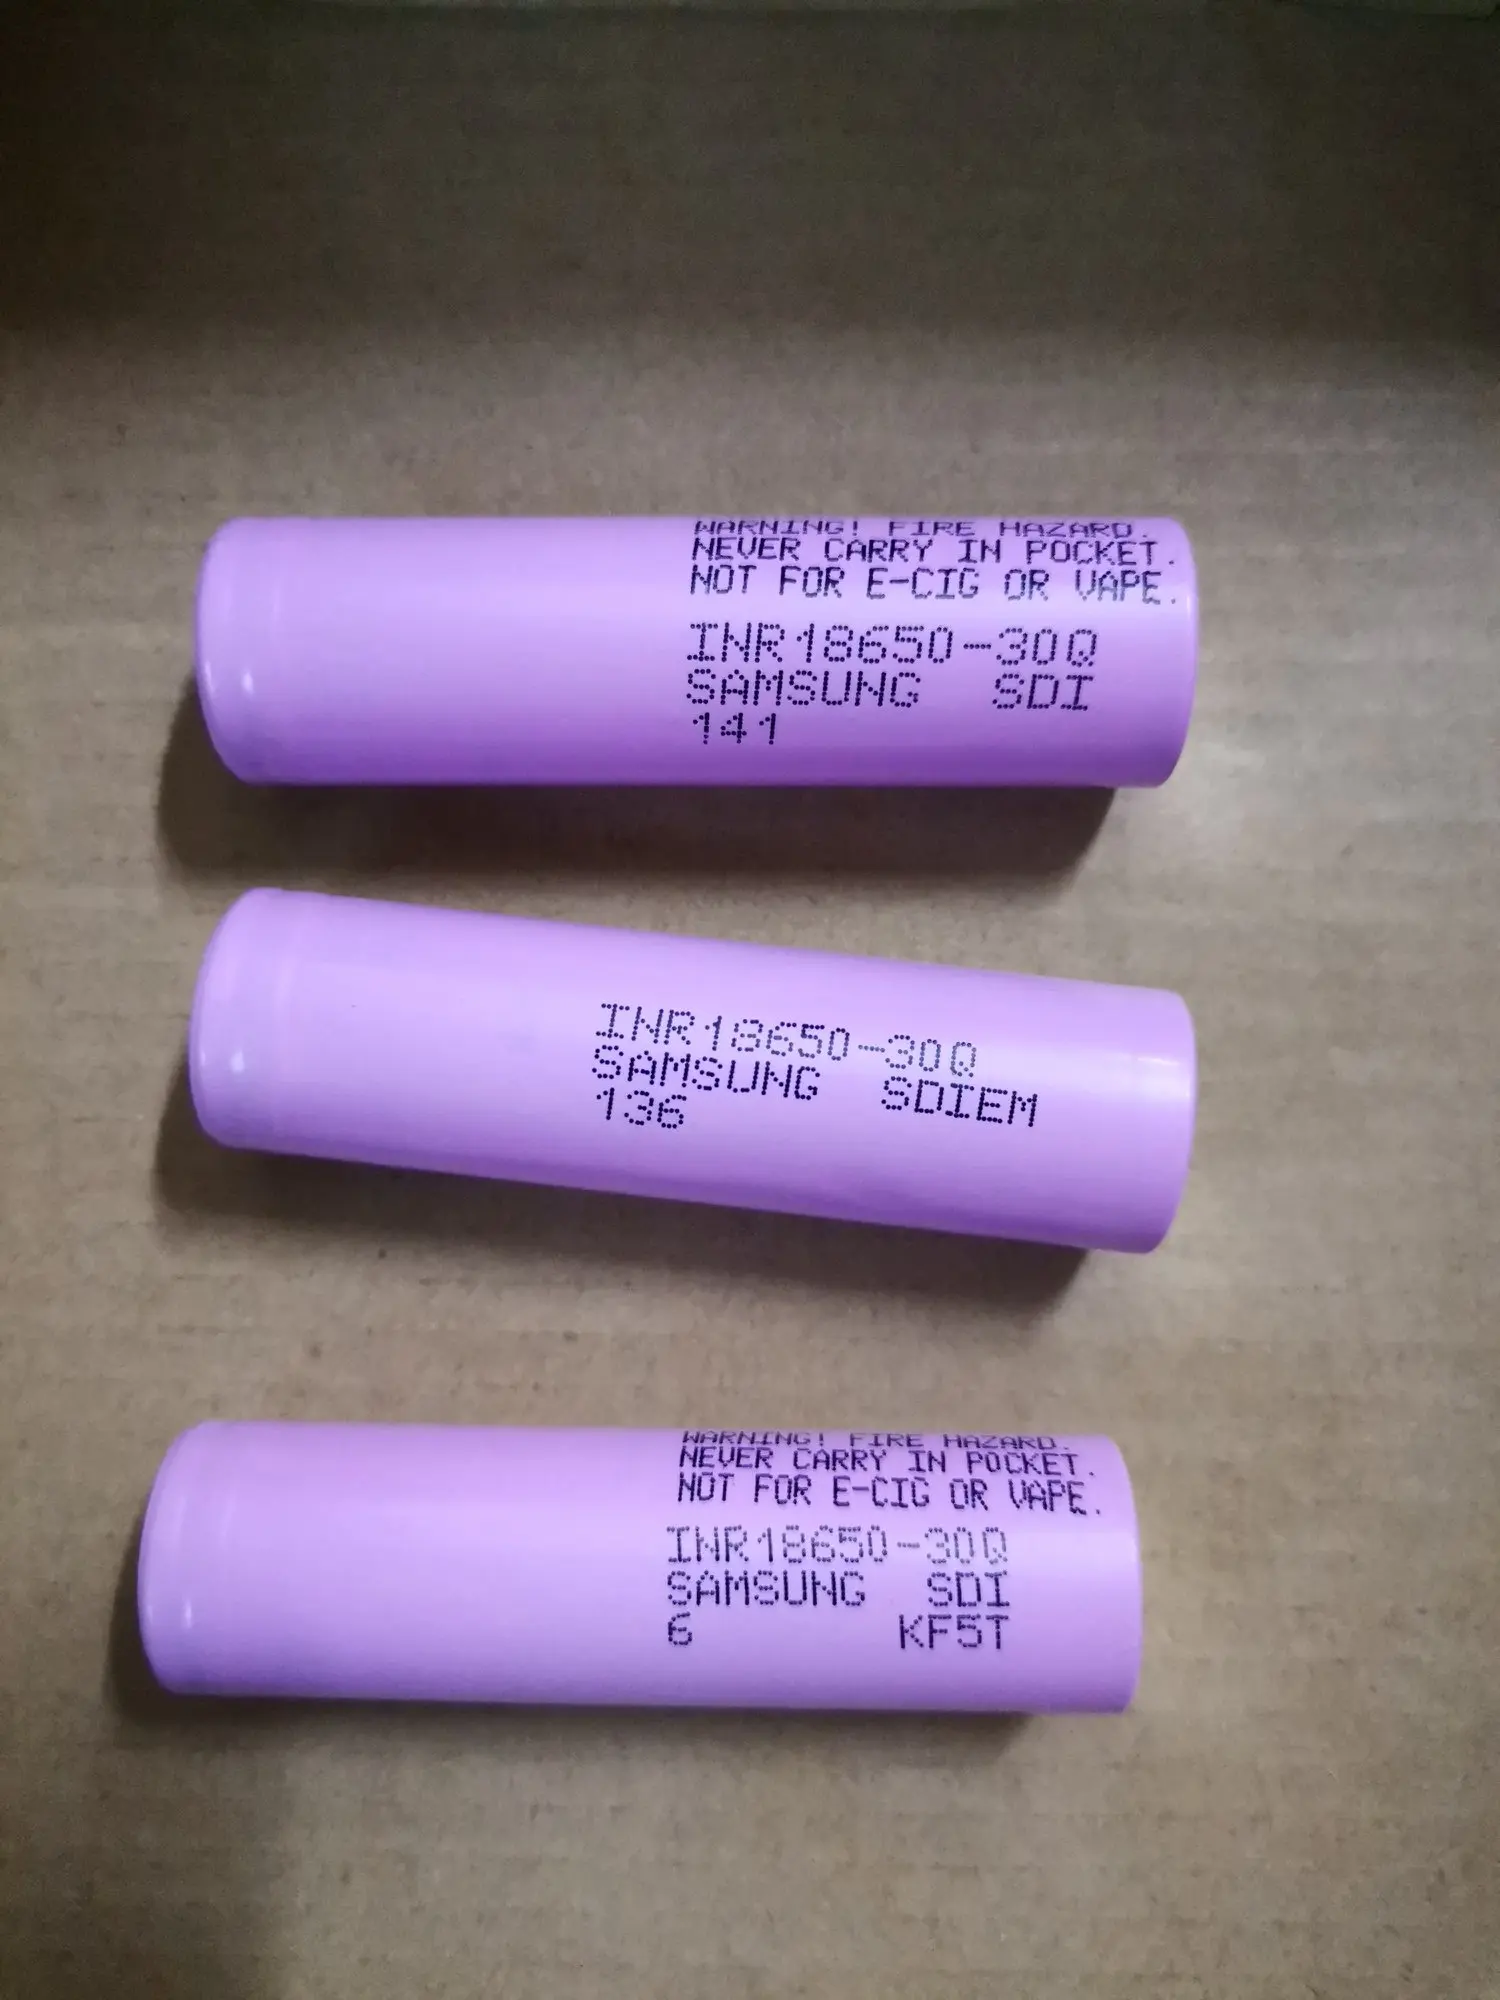 WARNING! FIRE HAZARD.
NEVER CARRY IN POCKET.
NOT FOR E-CIG OR VAPE.
INR18650-30Q
SAMSUNG SDI
141
INR18650-30Q
SAMSUNG SDIEM
136
WARNING! FIRE HAZARD.
NEVER CARRY IN POCKET.
NOT FOR E-CIG OR VAPE.
INR18650-30Q
SAMSUNG SDI
6 KF5T